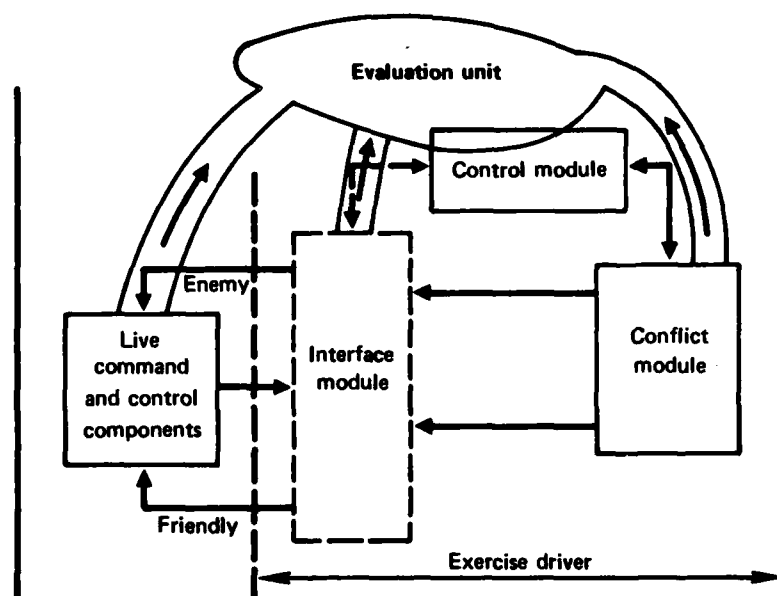 Evaluation unit
Control module
Enemy
Live
command
and control
components
Interface
module
Conflict
module
Friendly
Exercise driver